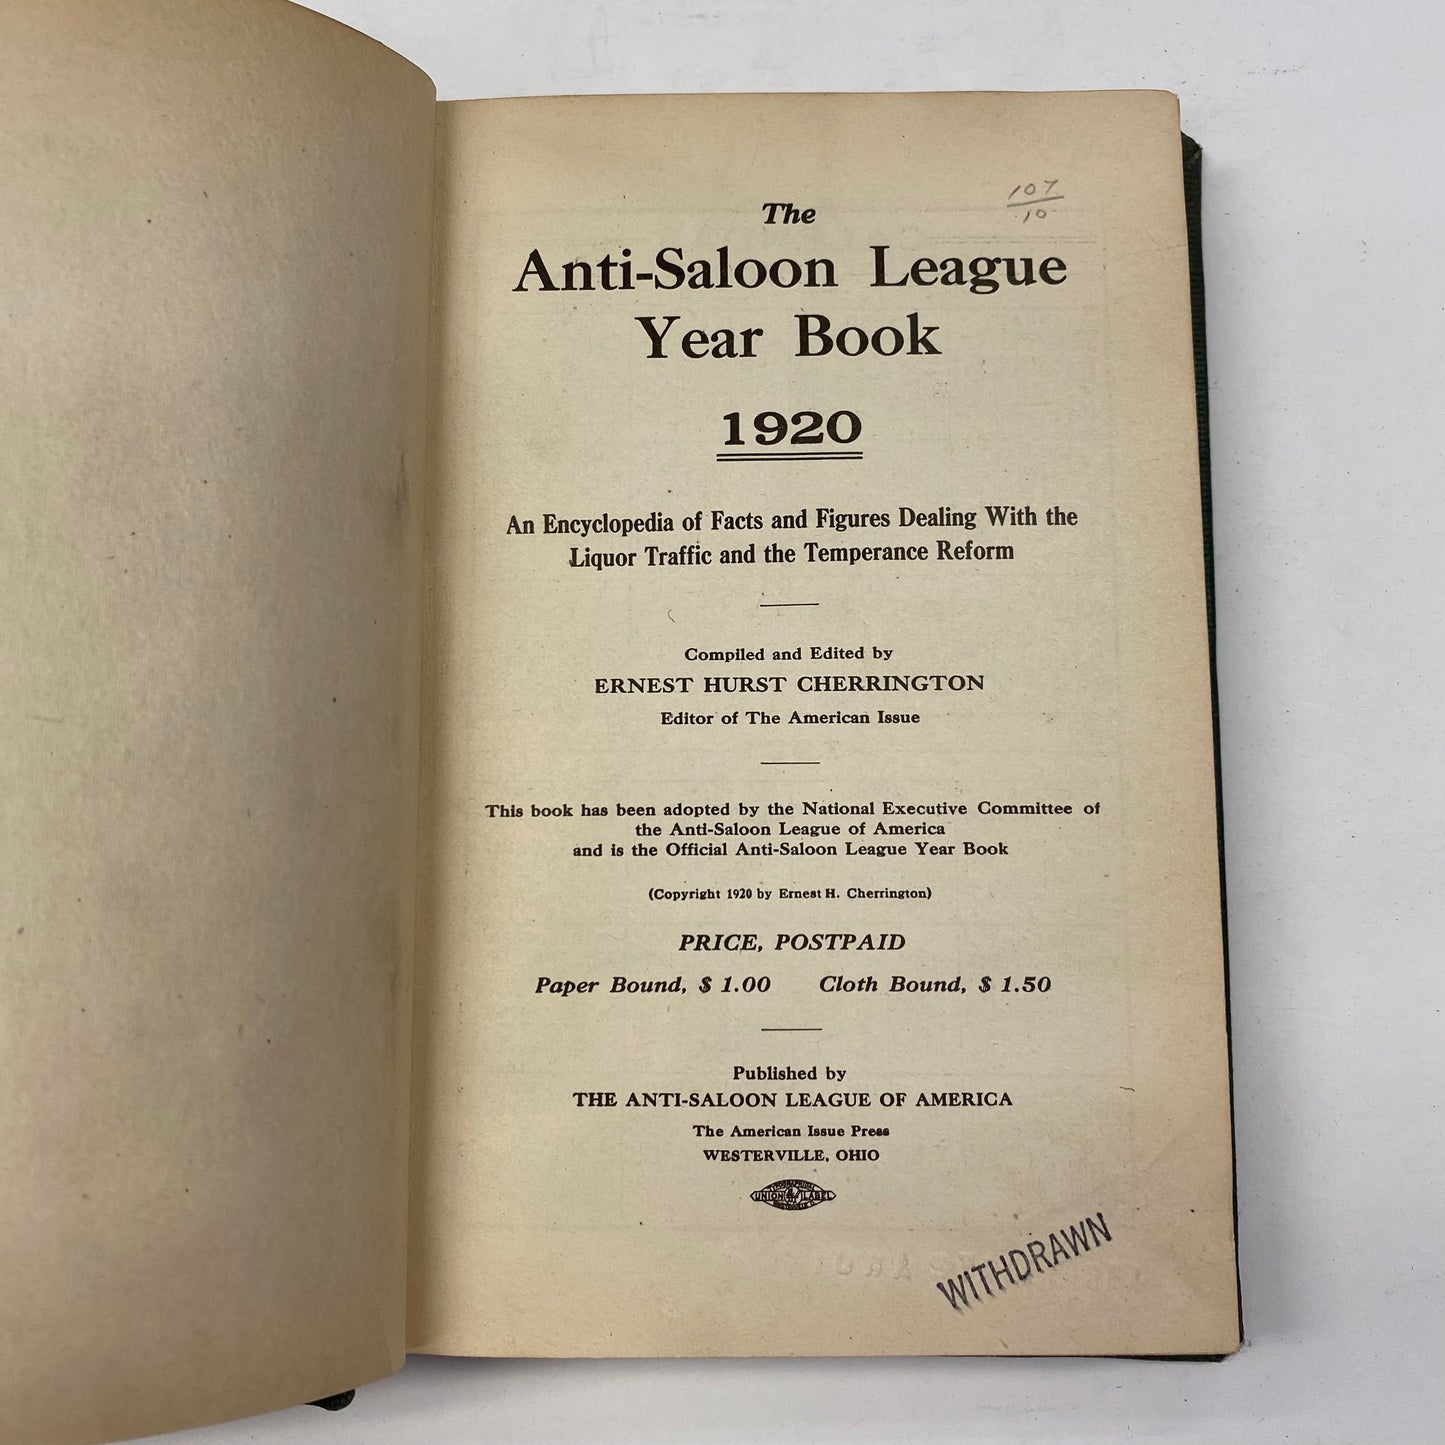 107
10
The
Anti-Saloon League
Year Book
1920
An Encyclopedia of Facts and Figures Dealing With the
Liquor Traffic and the Temperance Reform
Compiled and Edited by
ERNEST HURST CHERRINGTON
Editor of The American Issue
This book has been adopted by the National Executive Committee of
the Anti-Saloon League of America
and is the Official Anti-Saloon League Year Book
(Copyright 1920 by Ernest H. Cherrington)
PRICE, POSTPAID
Paper Bound, $ 1.00 Cloth Bound, $ 1.50
Published by
THE ANTI-SALOON LEAGUE OF AMERICA
The American Issue Press
WESTERVILLE, OHIO
TYPOGRAPHICAL
UNION LABEL
WITHDRAWN